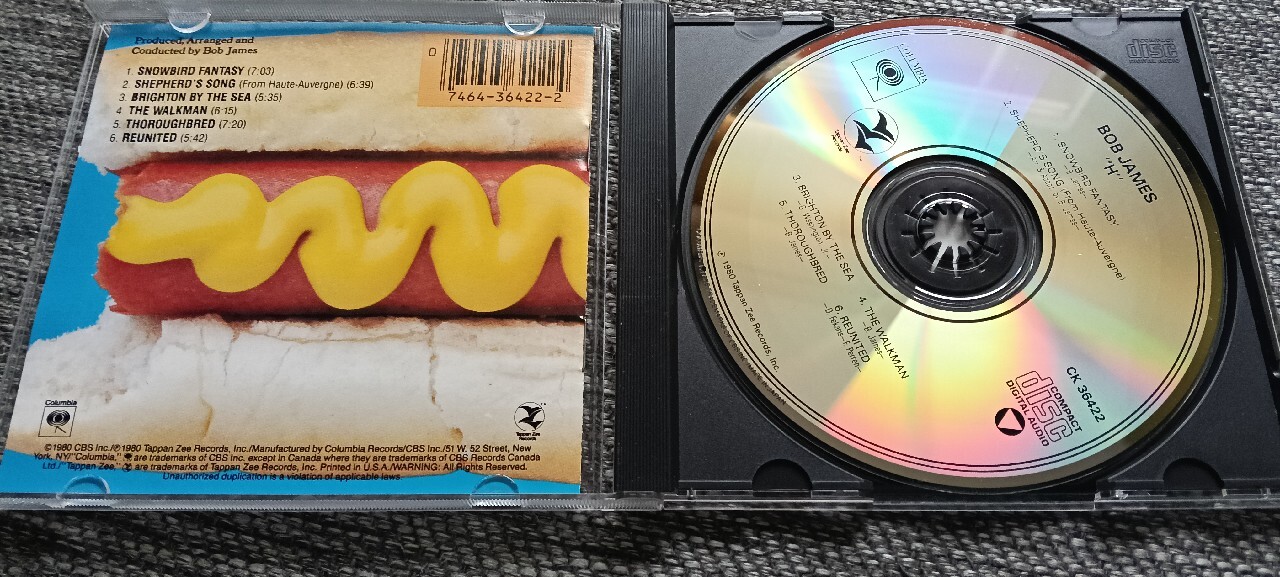 Produced, Arranged and
Conducted by Bob James
1. SNOWBIRD FANTASY (7:03)
2. SHEPHERD'S SONG (From Haute-Auvergne) (6:39)
3. BRIGHTON BY THE SEA (5:35)
4. THE WALKMAN (6:15)
5. THOROUGHBRED (7:20)
6. REUNITED (5:42)
D
7464-36422-2
Columbia
Tappan Zee
Records
©1980 CBS Inc./℗1980 Tappan Zee Records, Inc./Manufactured by Columbia Records/CBS Inc./51 W. 52 Street, New
York, NY/"Columbia," are trademarks of CBS Inc. except in Canada where they are trademarks of CBS Records Canada
Ltd./"Tappan Zee," are trademarks of Tappan Zee Records, Inc. Printed in U.S.A./WARNING: All Rights Reserved.
Unauthorized duplication is a violation of applicable laws
disc
DIGITAL AUDIO
COLUMBIA
BOB JAMES
"H"
1. SNOWBIRD FANTASY
2. SHEPHERD'S SONG (From Haute-Auvergne)
3. BRIGHTON BY THE SEA
4. THE WALKMAN
–B. James–
5. THOROUGHBRED
–B. James–
6. REUNITED
℗ 1980 Tappan Zee Records, Inc.
CK 36422
COMPACT
disc
DIGITAL AUDIO